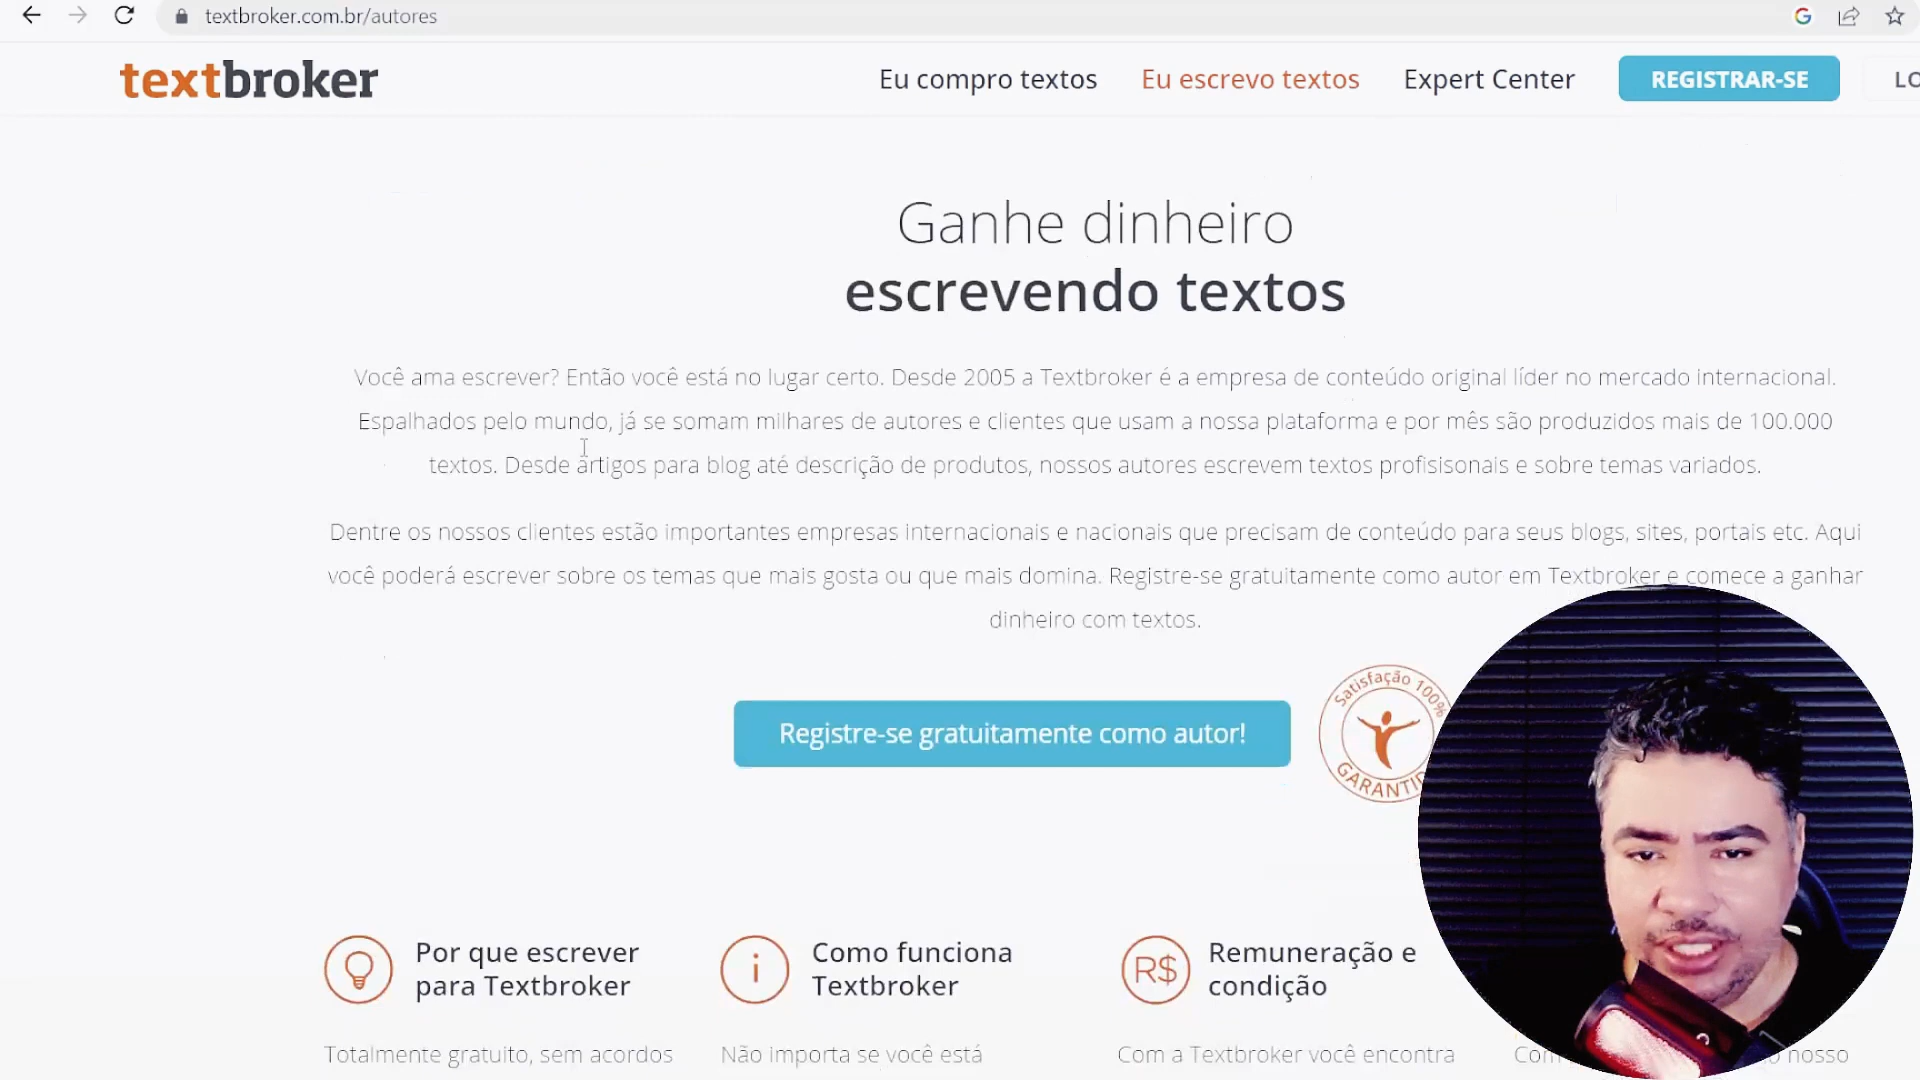 textbroker.com.br/autores
textbroker
Eu compro textos
Eu escrevo textos
Expert Center
REGISTRAR-SE
LO
Ganhe dinheiro
escrevendo textos
Você ama escrever? Então você está no lugar certo. Desde 2005 a Textbroker é a empresa de conteúdo original líder no mercado internacional.
Espalhados pelo mundo, já se somam milhares de autores e clientes que usam a nossa plataforma e por mês são produzidos mais de 100.000
textos. Desde artigos para blog até descrição de produtos, nossos autores escrevem textos profisisonais e sobre temas variados.
Dentre os nossos clientes estão importantes empresas internacionais e nacionais que precisam de conteúdo para seus blogs, sites, portais etc. Aqui
você poderá escrever sobre os temas que mais gosta ou que mais domina. Registre-se gratuitamente como autor em Textbroker e comece a ganhar
dinheiro com textos.
Registre-se gratuitamente como autor!
Satisfação 100%
GARANTID
Por que escrever
para Textbroker
Como funciona
Textbroker
R$
Remuneração e
condição
Totalmente gratuito, sem acordos
Não importa se você está
Com a Textbroker você encontra
nosso